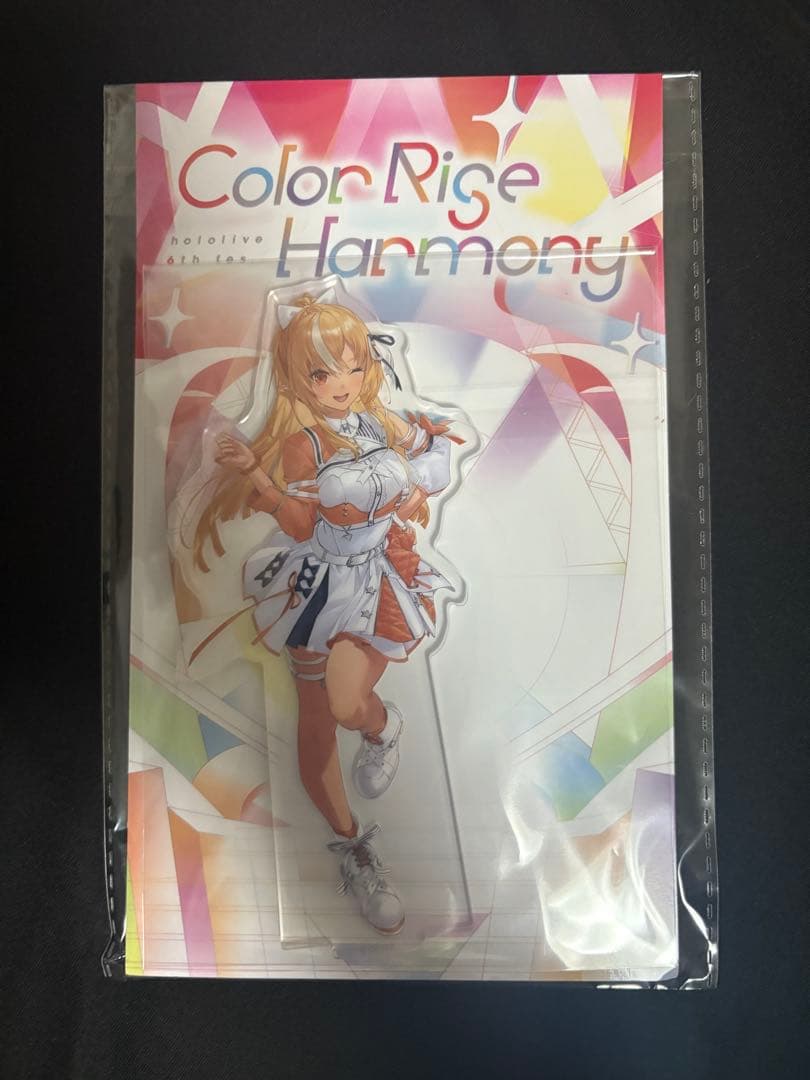 Color Rise
hololive
6th fes.
Harmony